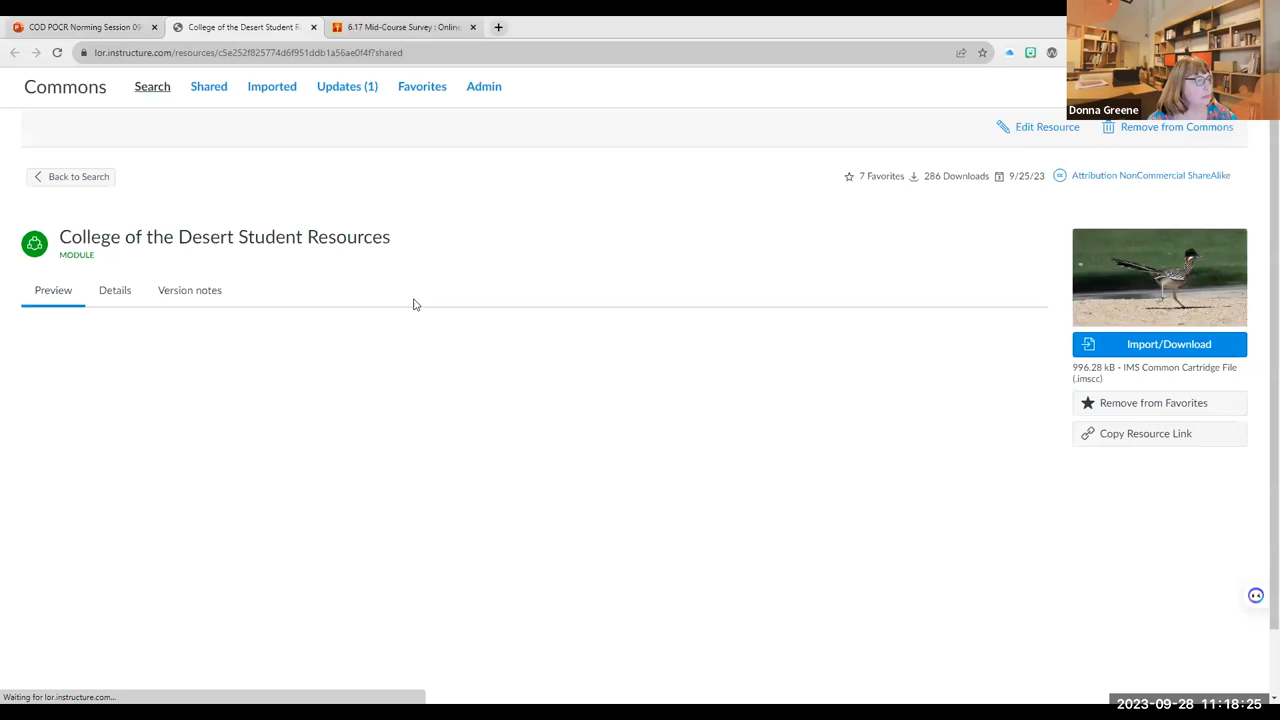 COD POCR Norming Session 09
College of the Desert Student R
6.17 Mid-Course Survey : Online
lor.instructure.com/resources/c5e252f825774d6f951ddb1a56ae0f4f?shared
Donna Greene
Commons
Search
Shared
Imported
Updates (1)
Favorites
Admin
Edit Resource
Remove from Commons
Back to Search
7 Favorites
286 Downloads
9/25/23
Attribution NonCommercial ShareAlike
College of the Desert Student Resources
MODULE
Preview
Details
Version notes
Import/Download
996.28 kB - IMS Common Cartridge File
(.imscc)
Remove from Favorites
Copy Resource Link
Waiting for lor.instructure.com...
2023-09-28 11:18:25